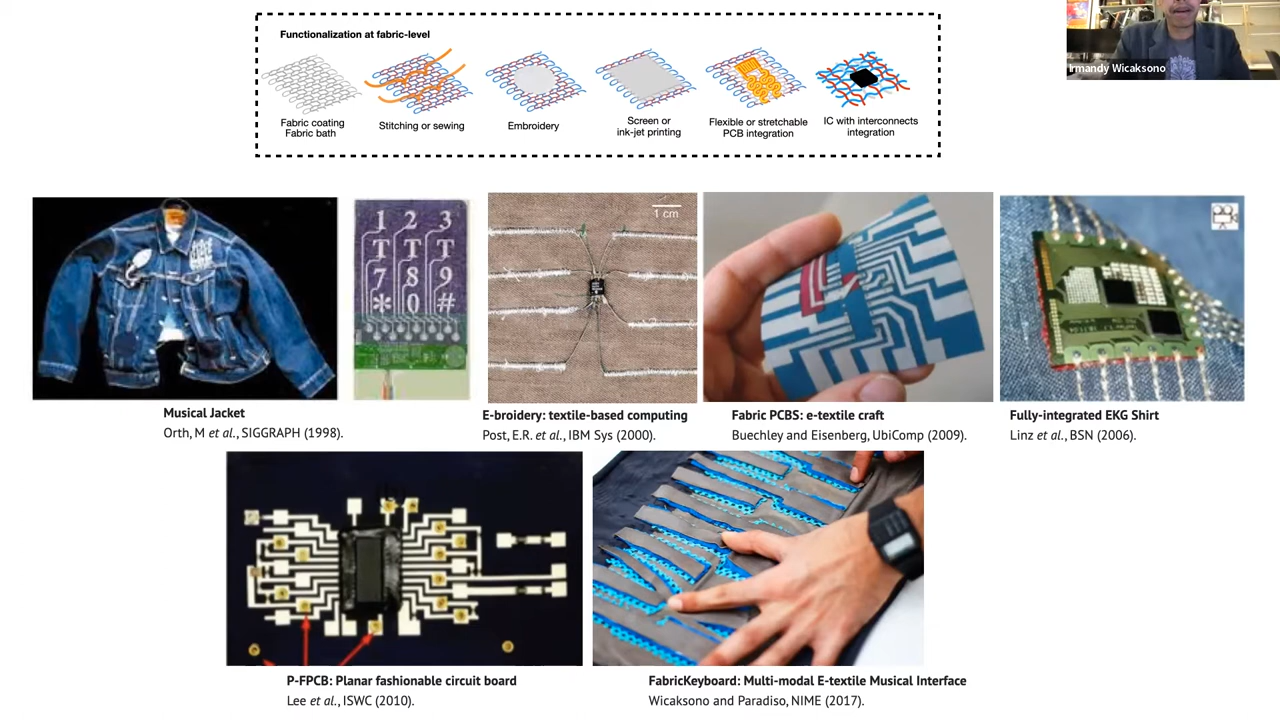 Functionalization at fabric-level
Fabric coating
Fabric bath
Stitching or sewing
Embroidery
Screen or
ink-jet printing
Flexible or stretchable
PCB integration
IC with interconnects
integration
Irmandy Wicaksono
1 2 3
T T T
7 8 9
* 0 #
1 cm
Musical Jacket
Orth, M et al., SIGGRAPH (1998).
E-broidery: textile-based computing
Post, E.R. et al., IBM Sys (2000).
Fabric PCBS: e-textile craft
Buechley and Eisenberg, UbiComp (2009).
Fully-integrated EKG Shirt
Linz et al., BSN (2006).
P-FPCB: Planar fashionable circuit board
Lee et al., ISWC (2010).
FabricKeyboard: Multi-modal E-textile Musical Interface
Wicaksono and Paradiso, NIME (2017).